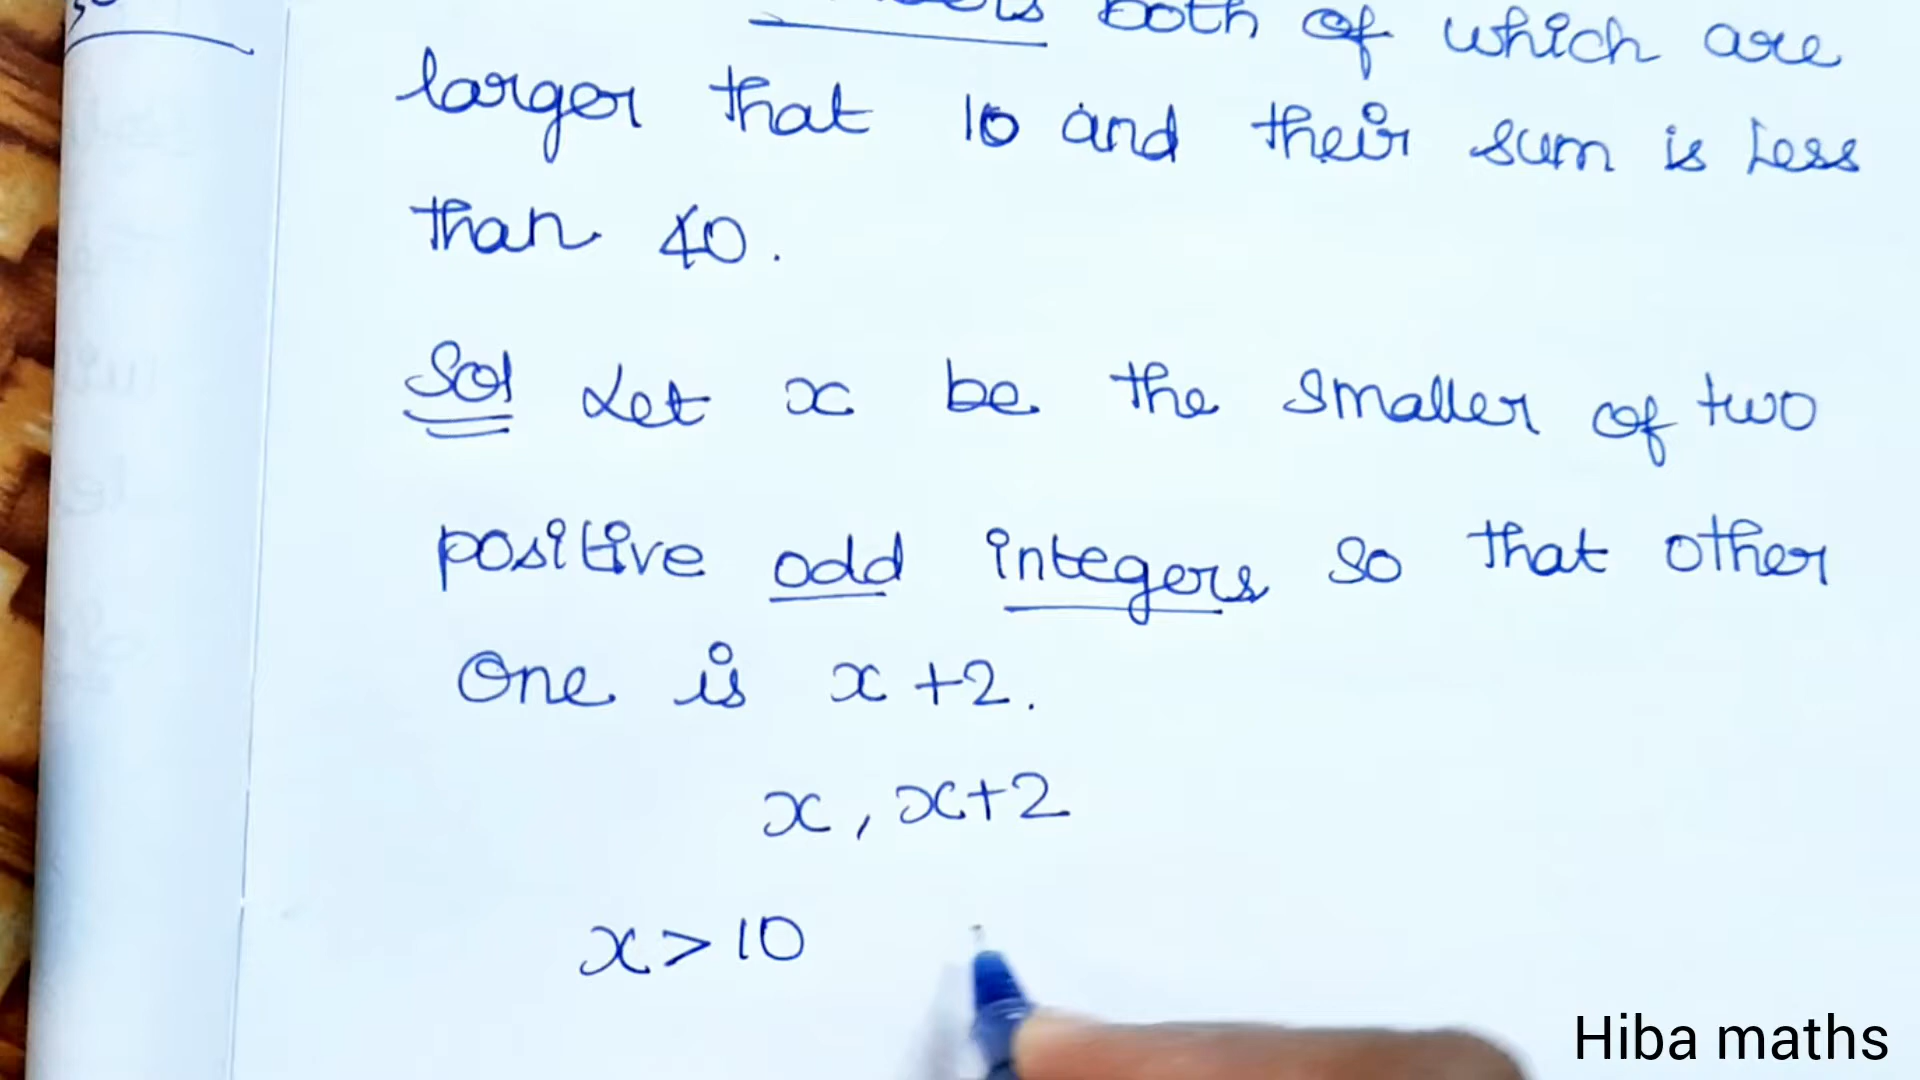 both of which are
larger that 10 and their sum is Less
than 40.
Sol Let x be the smaller of two
positive odd integers so that other
One is x+2.
x, x+2
x > 10
Hiba maths